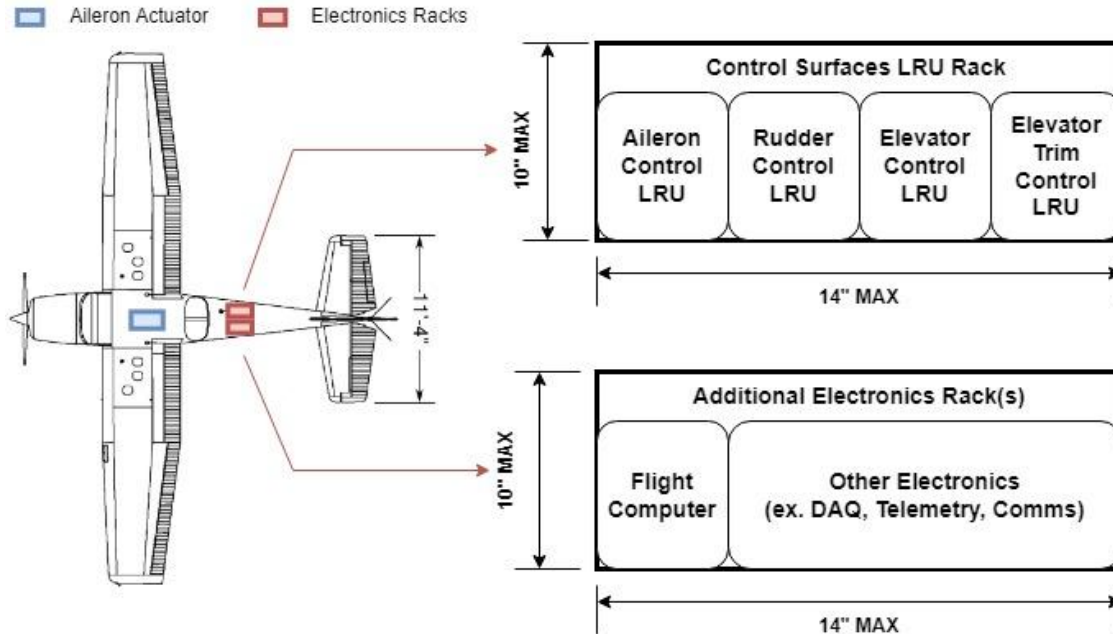 Aileron Actuator
Electronics Racks
11'-4"
10" MAX
Control Surfaces LRU Rack
Aileron
Control
LRU
Rudder
Control
LRU
Elevator
Control
LRU
Elevator
Trim
Control
LRU
14" MAX
10" MAX
Additional Electronics Rack(s)
Flight
Computer
Other Electronics
(ex. DAQ, Telemetry, Comms)
14" MAX